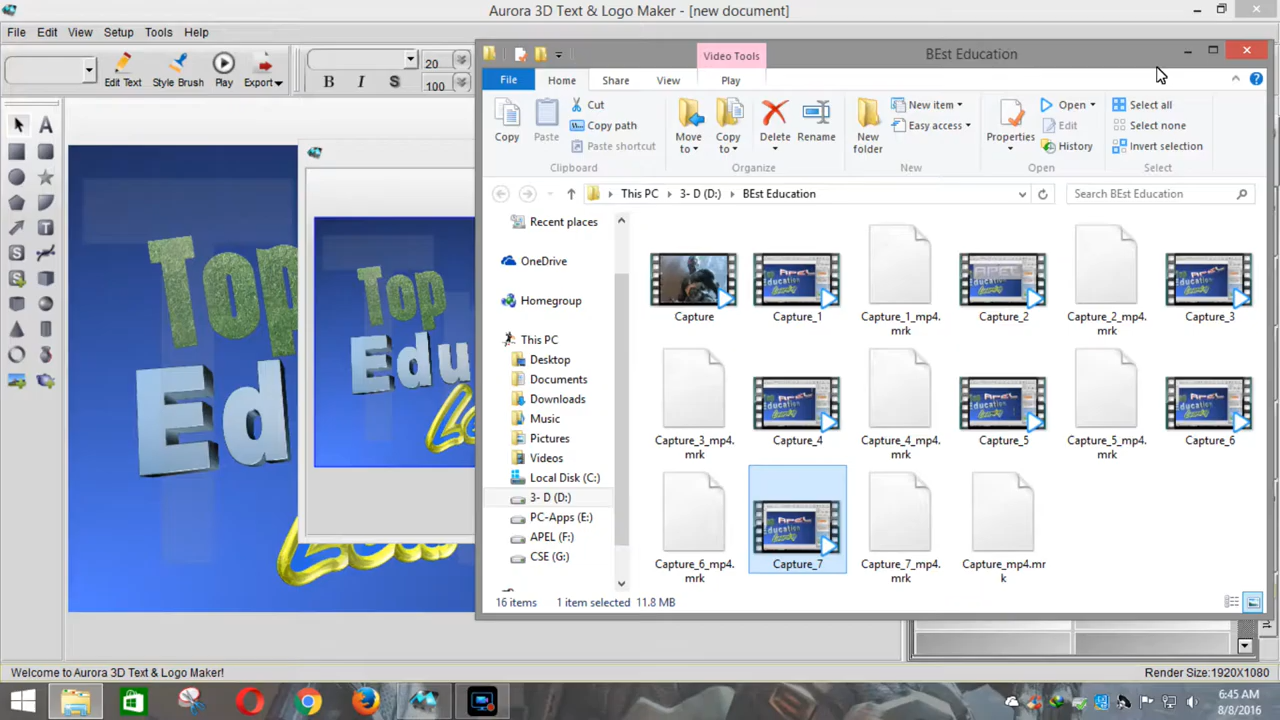 Aurora 3D Text & Logo Maker - [new document]
File Edit View Setup Tools Help
Edit Text Style Brush Play Export
20
B I S 100
Top
Ed
Top
Edu
Video Tools
BEst Education
File Home Share View Play
Copy
Paste
Cut
Copy path
Paste shortcut
Clipboard
Move to
Copy to
Delete
Rename
Organize
New folder
New item
Easy access
New
Properties
Open
Edit
History
Open
Select all
Select none
Invert selection
Select
This PC 3- D (D:) BEst Education
Search BEst Education
Recent places
OneDrive
Homegroup
This PC
Desktop
Documents
Downloads
Music
Pictures
Videos
Local Disk (C:)
3- D (D:)
PC-Apps (E:)
APEL (F:)
CSE (G:)
Capture Capture_1 Capture_1_mp4. Capture_2 Capture_2_mp4. Capture_3
mrk mrk
Capture_3_mp4. Capture_4 Capture_4_mp4. Capture_5 Capture_5_mp4. Capture_6
mrk mrk mrk
Capture_6_mp4. Capture_7 Capture_7_mp4. Capture_mp4.mr
mrk mrk k
16 items 1 item selected 11.8 MB
Welcome to Aurora 3D Text & Logo Maker!
Render Size:1920X1080
6:45 AM
8/8/2016